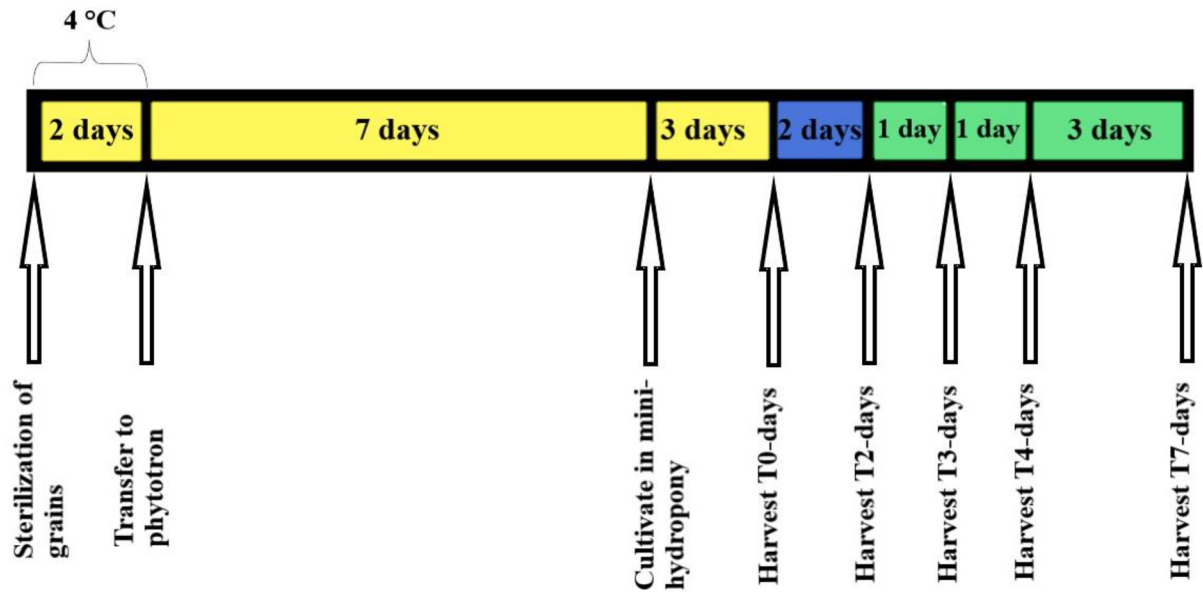 4 °C
2 days
7 days
3 days
2 days
1 day
1 day
3 days
Sterilization of
grains
Transfer to
phytotron
Cultivate in mini-
hydropony
Harvest T0-days
Harvest T2-days
Harvest T3-days
Harvest T4-days
Harvest T7-days